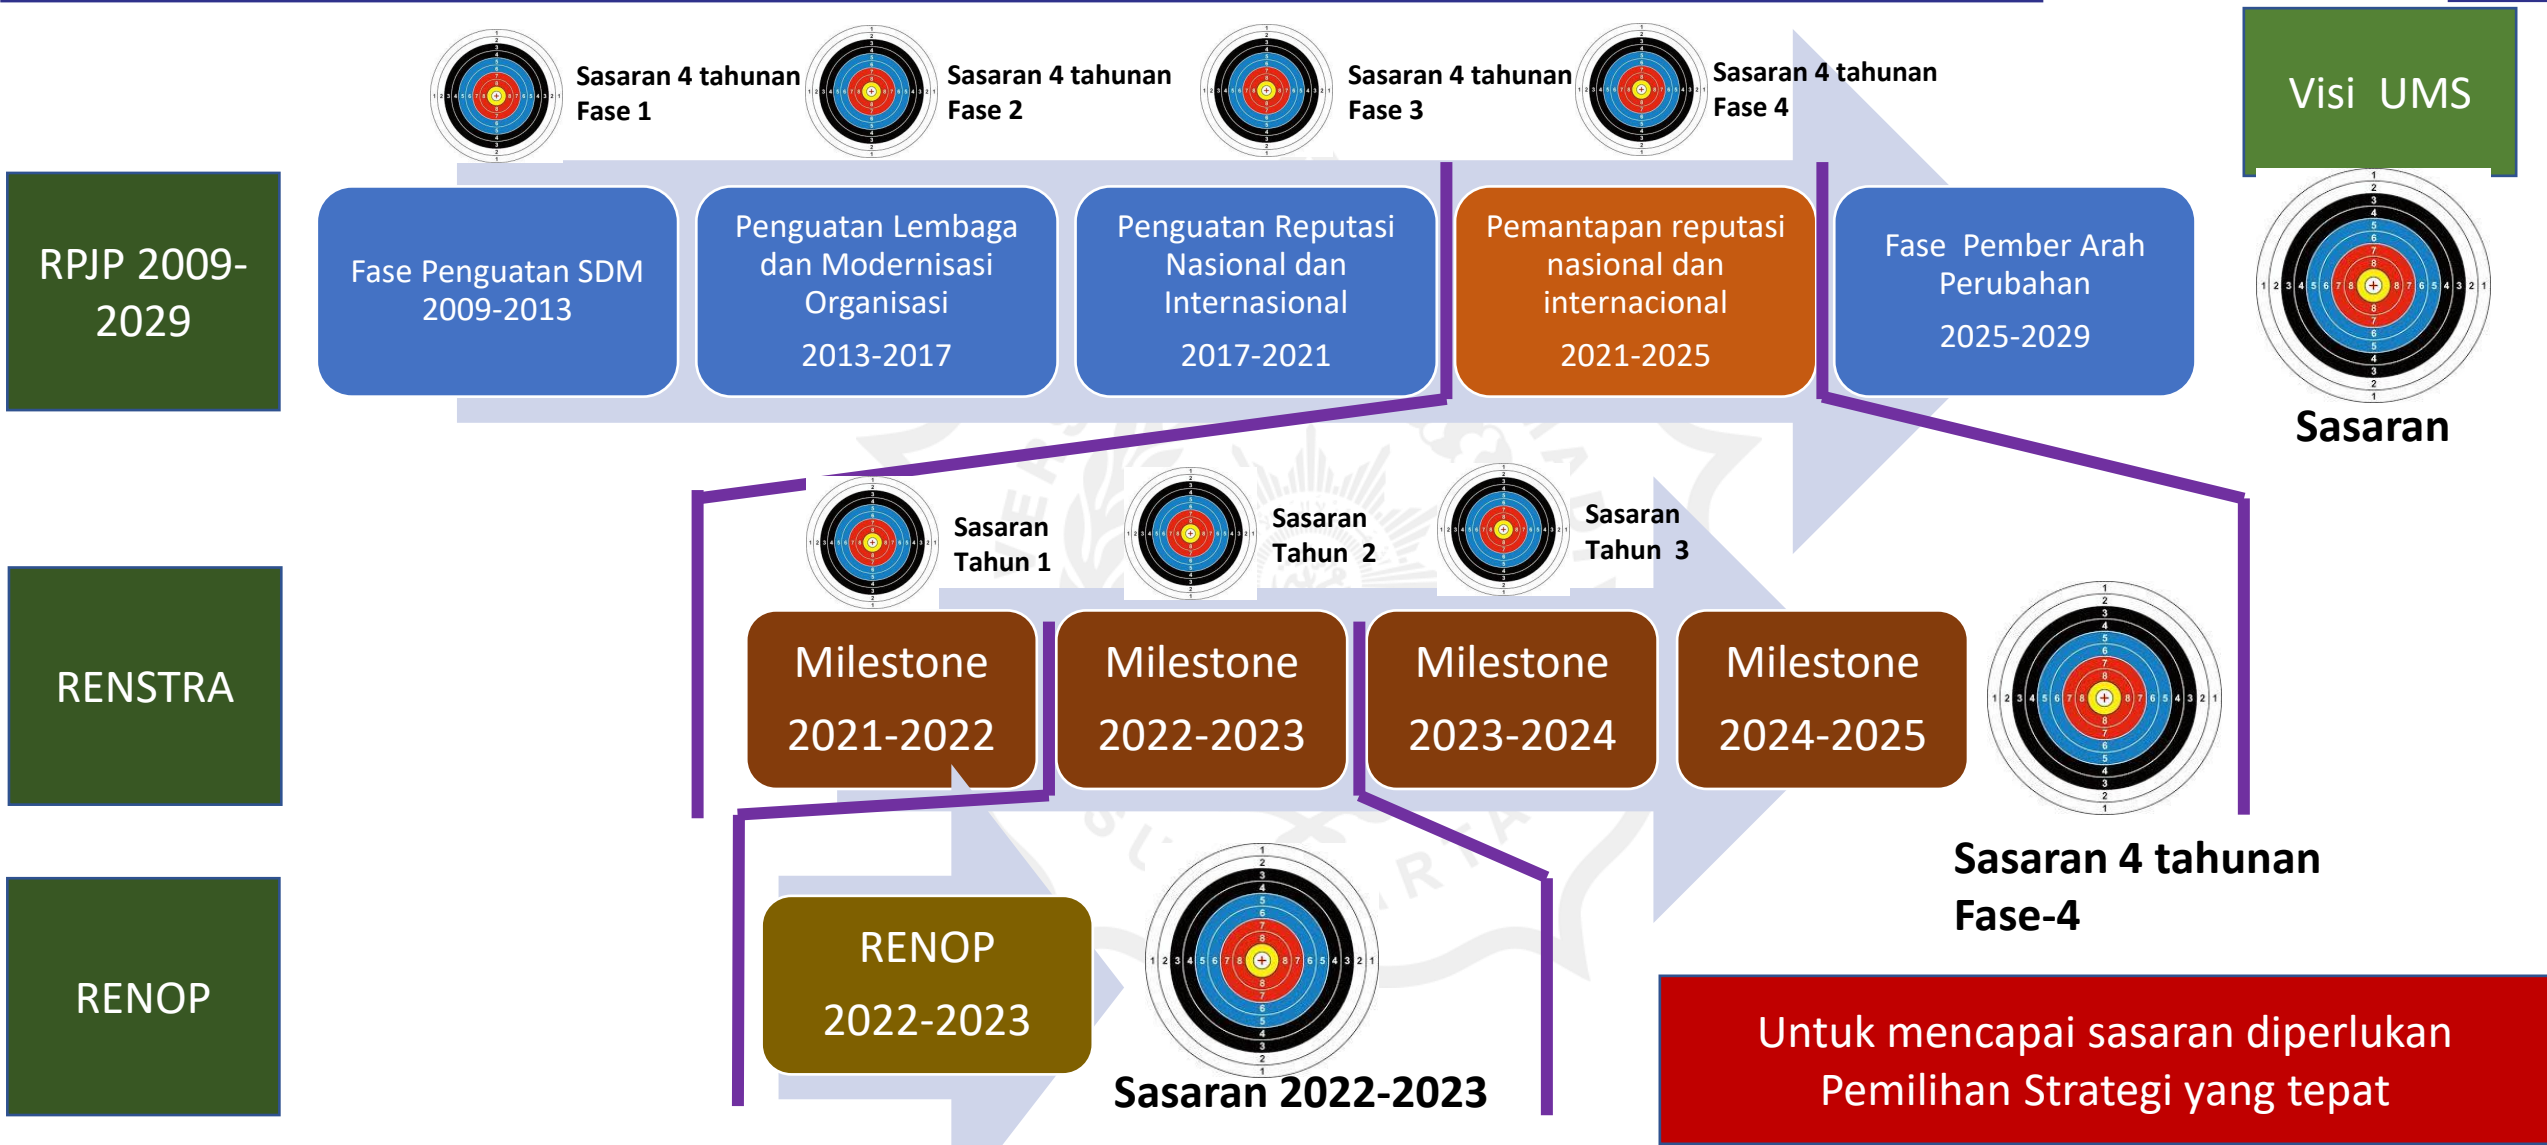 Sasaran 4 tahunan
Fase 1
Sasaran 4 tahunan
Fase 2
Sasaran 4 tahunan
Fase 3
Sasaran 4 tahunan
Fase 4
Visi UMS
RPJP 2009-
2029
Fase Penguatan SDM
2009-2013
Penguatan Lembaga
dan Modernisasi
Organisasi
2013-2017
Penguatan Reputasi
Nasional dan
Internasional
2017-2021
Pemantapan reputasi
nasional dan
internacional
2021-2025
Fase Pember Arah
Perubahan
2025-2029
Sasaran
Sasaran
Tahun 1
Sasaran
Tahun 2
Sasaran
Tahun 3
RENSTRA
Milestone
2021-2022
Milestone
2022-2023
Milestone
2023-2024
Milestone
2024-2025
Sasaran 4 tahunan
Fase-4
RENOP
RENOP
2022-2023
Sasaran 2022-2023
Untuk mencapai sasaran diperlukan
Pemilihan Strategi yang tepat